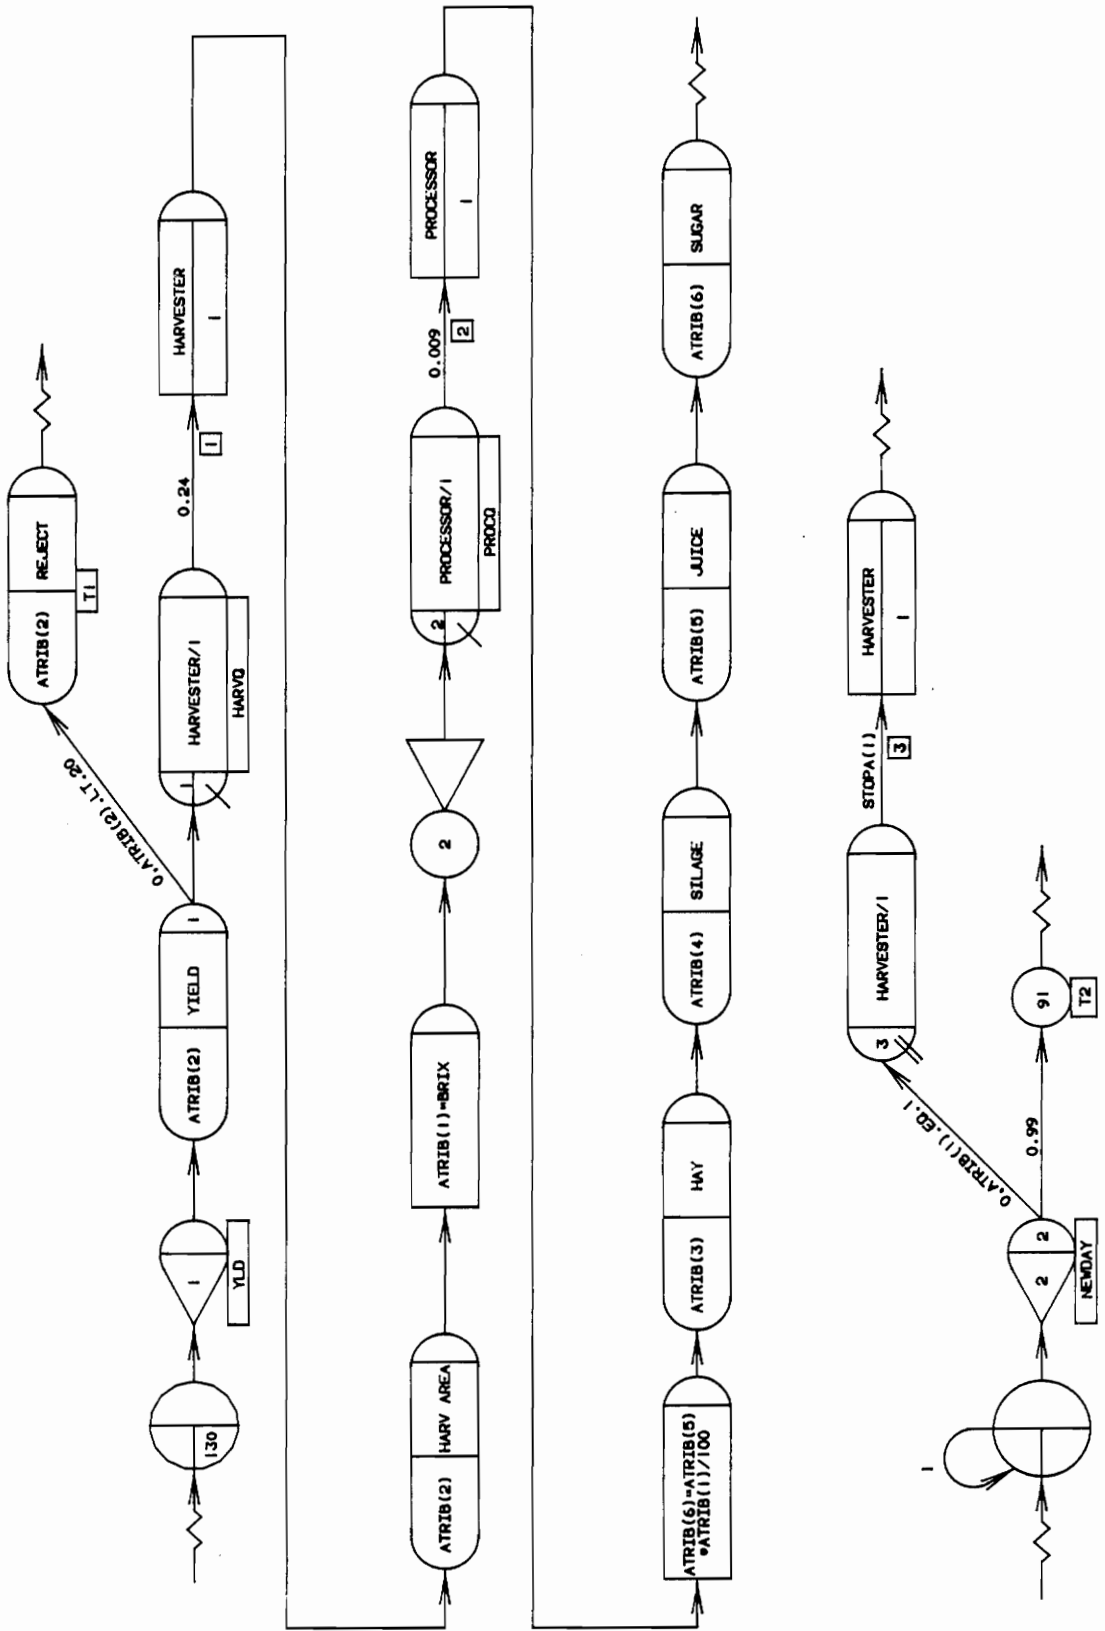 130
1
YLD
ATRIB(2)
YIELD
1
0,ATRIB(2).LT.20
ATRIB(2)
REJECT
T1
1
HARVESTER/1
HARVQ
0.24
1
HARVESTER
1
ATRIB(2)
HARV AREA
ATRIB(1)=BRIX
2
2
PROCESSOR/1
PROCQ
0.009
2
PROCESSOR
1
ATRIB(6)=ATRIB(5)
*ATRIB(1)/100
ATRIB(3)
HAY
ATRIB(4)
SILAGE
ATRIB(5)
JUICE
ATRIB(6)
SUGAR
1
2
2
NEWDAY
0,ATRIB(1).EQ.1
3
HARVESTER/1
STOPA(1)
3
HARVESTER
1
0.99
91
T2